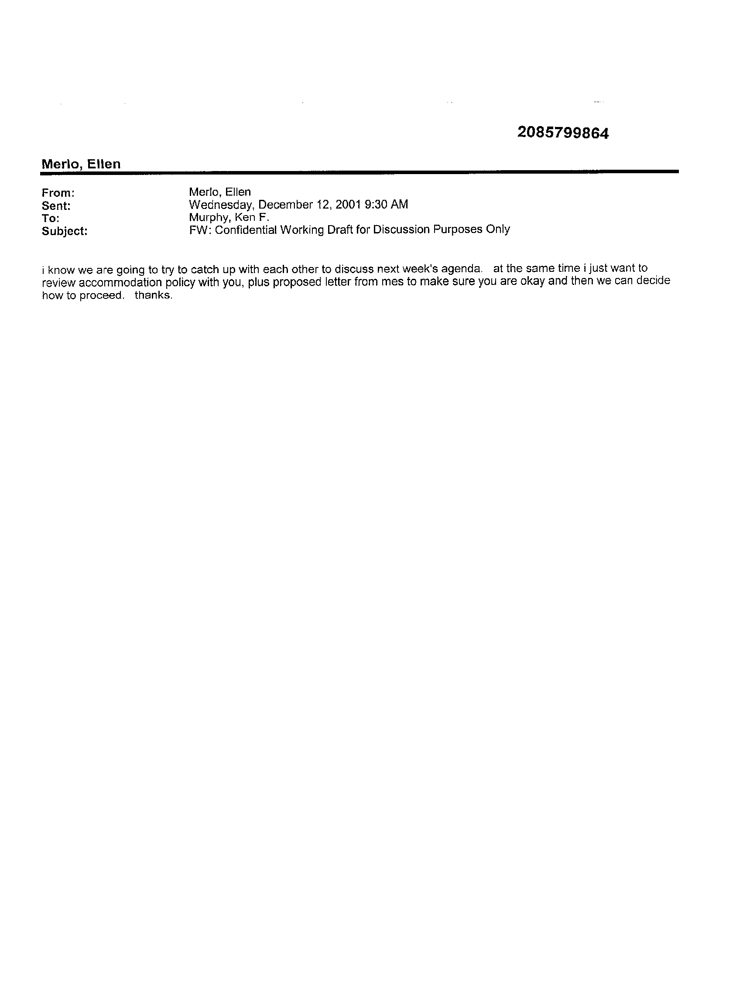 2085799864
Merlo, Ellen
From: Merlo, Ellen
Sent: Wednesday, December 12, 2001 9:30 AM
To: Murphy, Ken F.
Subject: FW: Confidential Working Draft for Discussion Purposes Only
i know we are going to try to catch up with each other to discuss next week's agenda. at the same time i just want to
review accommodation policy with you, plus proposed letter from mes to make sure you are okay and then we can decide
how to proceed. thanks.